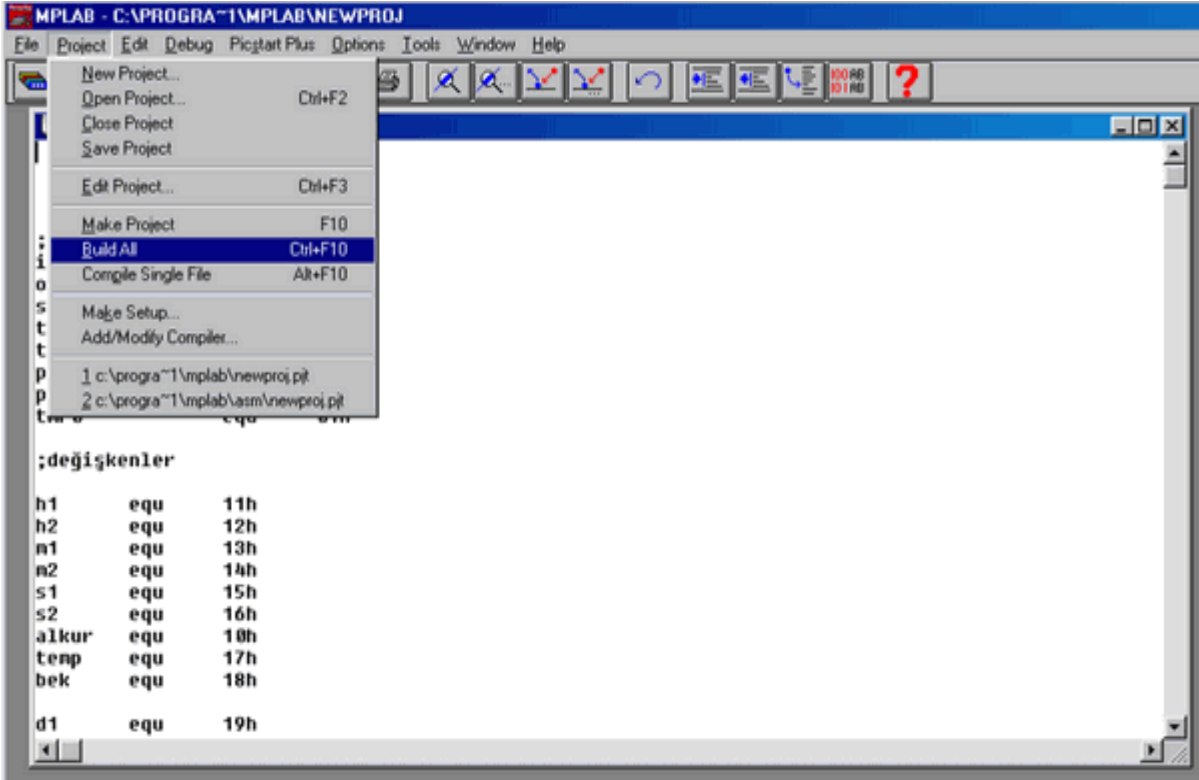 MPLAB - C:\PROGRA~1\MPLAB\NEWPROJ
File Project Edit Debug Picstart Plus Options Tools Window Help
New Project...
Open Project... Ctrl+F2
Close Project
Save Project
Edit Project... Ctrl+F3
Make Project F10
Build All Ctrl+F10
Compile Single File Alt+F10
Make Setup...
Add/Modify Compiler...
1 c:\progra~1\mplab\newproj.pjt
2 c:\progra~1\mplab\asm\newproj.pjt
;
i
o
s
t
t
p
p
;değişkenler
h1 equ 11h
h2 equ 12h
m1 equ 13h
m2 equ 14h
s1 equ 15h
s2 equ 16h
alkur equ 10h
temp equ 17h
bek equ 18h
d1 equ 19h